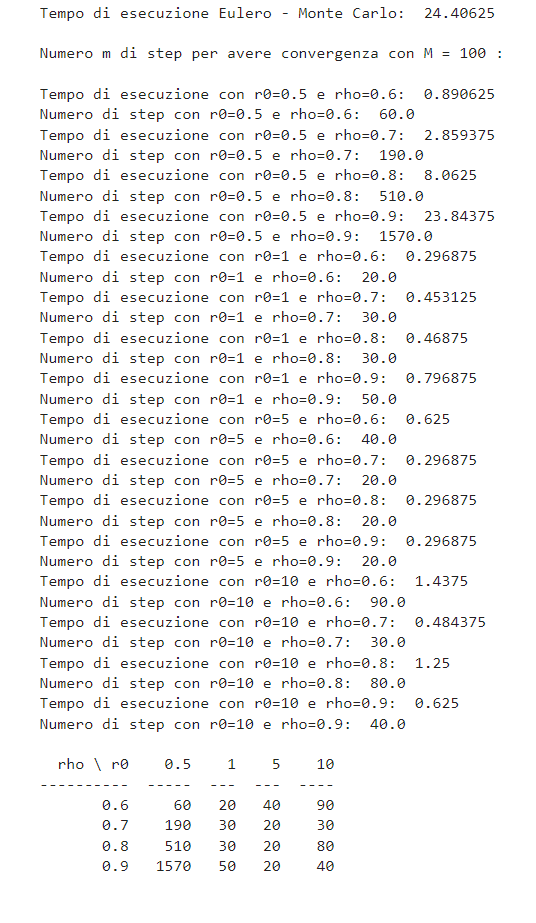 Tempo di esecuzione Eulero - Monte Carlo:  24.40625
Numero m di step per avere convergenza con M = 100 :
Tempo di esecuzione con r0=0.5 e rho=0.6:  0.890625
Numero di step con r0=0.5 e rho=0.6:  60.0
Tempo di esecuzione con r0=0.5 e rho=0.7:  2.859375
Numero di step con r0=0.5 e rho=0.7:  190.0
Tempo di esecuzione con r0=0.5 e rho=0.8:  8.0625
Numero di step con r0=0.5 e rho=0.8:  510.0
Tempo di esecuzione con r0=0.5 e rho=0.9:  23.84375
Numero di step con r0=0.5 e rho=0.9:  1570.0
Tempo di esecuzione con r0=1 e rho=0.6:  0.296875
Numero di step con r0=1 e rho=0.6:  20.0
Tempo di esecuzione con r0=1 e rho=0.7:  0.453125
Numero di step con r0=1 e rho=0.7:  30.0
Tempo di esecuzione con r0=1 e rho=0.8:  0.46875
Numero di step con r0=1 e rho=0.8:  30.0
Tempo di esecuzione con r0=1 e rho=0.9:  0.796875
Numero di step con r0=1 e rho=0.9:  50.0
Tempo di esecuzione con r0=5 e rho=0.6:  0.625
Numero di step con r0=5 e rho=0.6:  40.0
Tempo di esecuzione con r0=5 e rho=0.7:  0.296875
Numero di step con r0=5 e rho=0.7:  20.0
Tempo di esecuzione con r0=5 e rho=0.8:  0.296875
Numero di step con r0=5 e rho=0.8:  20.0
Tempo di esecuzione con r0=5 e rho=0.9:  0.296875
Numero di step con r0=5 e rho=0.9:  20.0
Tempo di esecuzione con r0=10 e rho=0.6:  1.4375
Numero di step con r0=10 e rho=0.6:  90.0
Tempo di esecuzione con r0=10 e rho=0.7:  0.484375
Numero di step con r0=10 e rho=0.7:  30.0
Tempo di esecuzione con r0=10 e rho=0.8:  1.25
Numero di step con r0=10 e rho=0.8:  80.0
Tempo di esecuzione con r0=10 e rho=0.9:  0.625
Numero di step con r0=10 e rho=0.9:  40.0
  rho \ r0    0.5    1    5    10
----------  -----  ---  ---  ----
       0.6     60   20   40    90
       0.7    190   30   20    30
       0.8    510   30   20    80
       0.9   1570   50   20    40